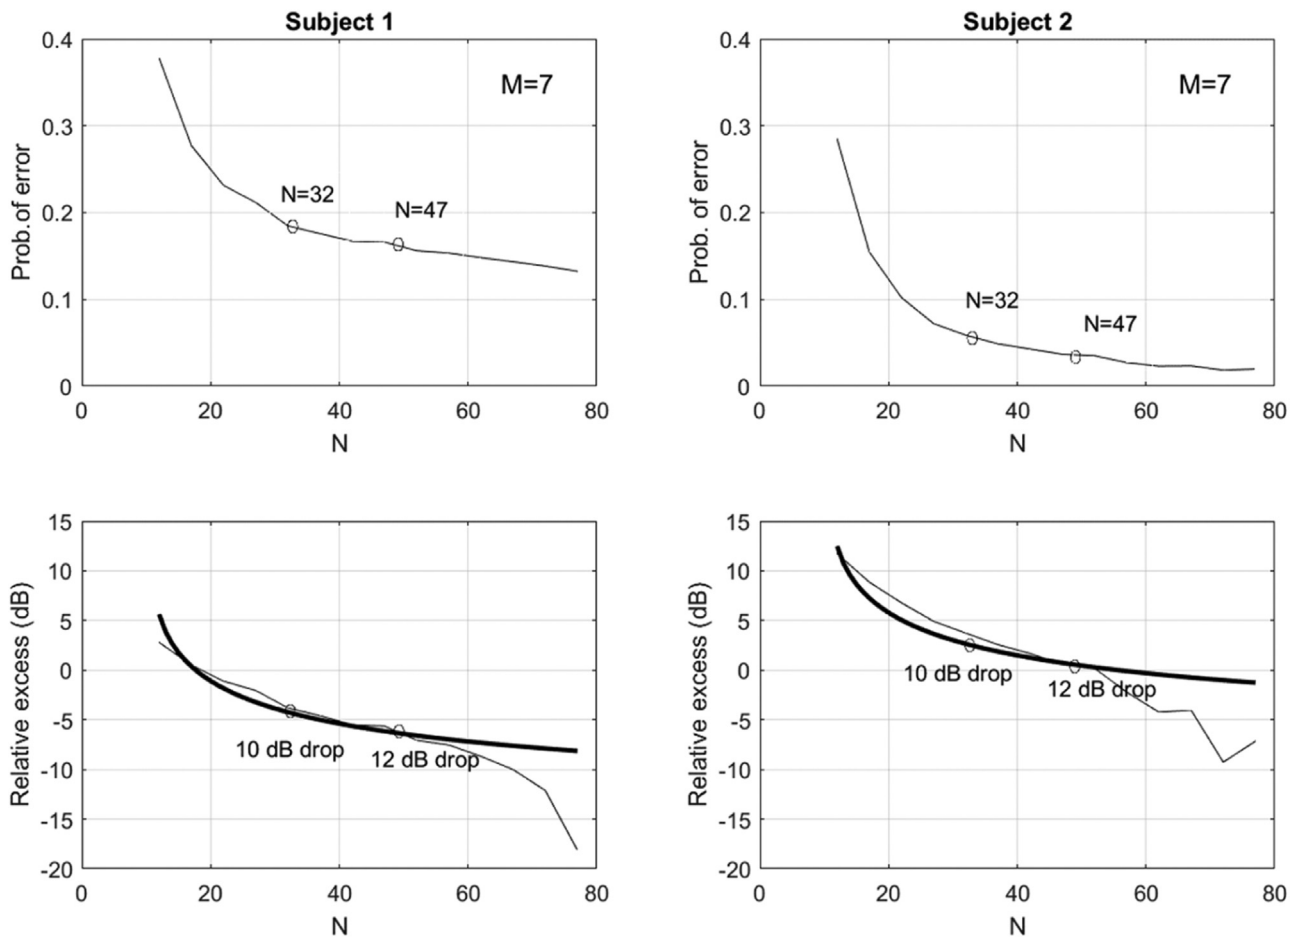 Subject 1
0.4
0.3
0.2
0.1
0
Prob.of error
M=7
N=32
N=47
0 20 40 60 80
N
Subject 2
0.4
0.3
0.2
0.1
0
Prob. of error
M=7
N=32
N=47
0 20 40 60 80
N
15
10
5
0
-5
-10
-15
-20
Relative excess (dB)
10 dB drop
12 dB drop
0 20 40 60 80
N
15
10
5
0
-5
-10
-15
-20
Relative excess (dB)
10 dB drop
12 dB drop
0 20 40 60 80
N